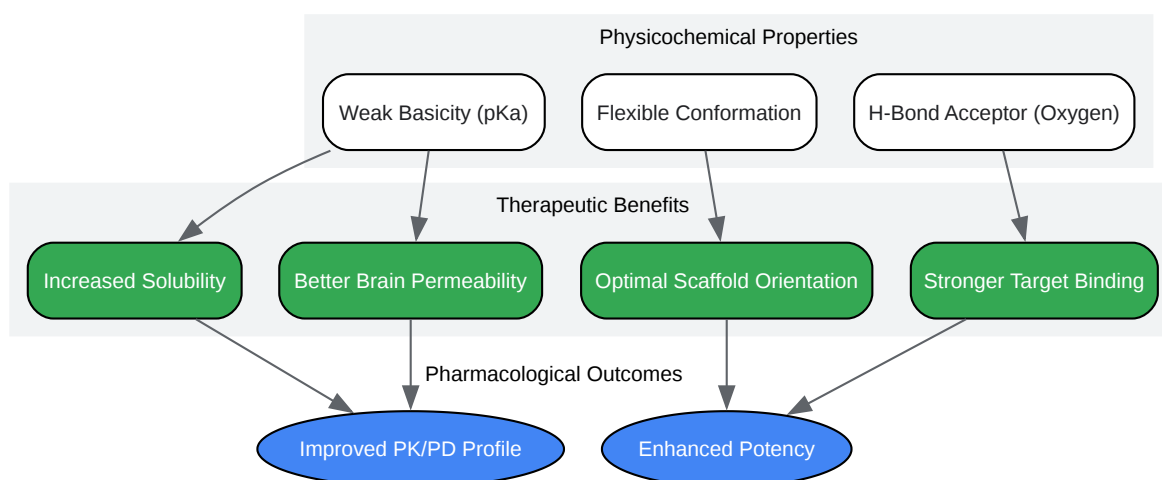 Physicochemical Properties
Weak Basicity (pKa)
Flexible Conformation
H-Bond Acceptor (Oxygen)
Therapeutic Benefits
Increased Solubility
Better Brain Permeability
Optimal Scaffold Orientation
Stronger Target Binding
Pharmacological Outcomes
Improved PK/PD Profile
Enhanced Potency